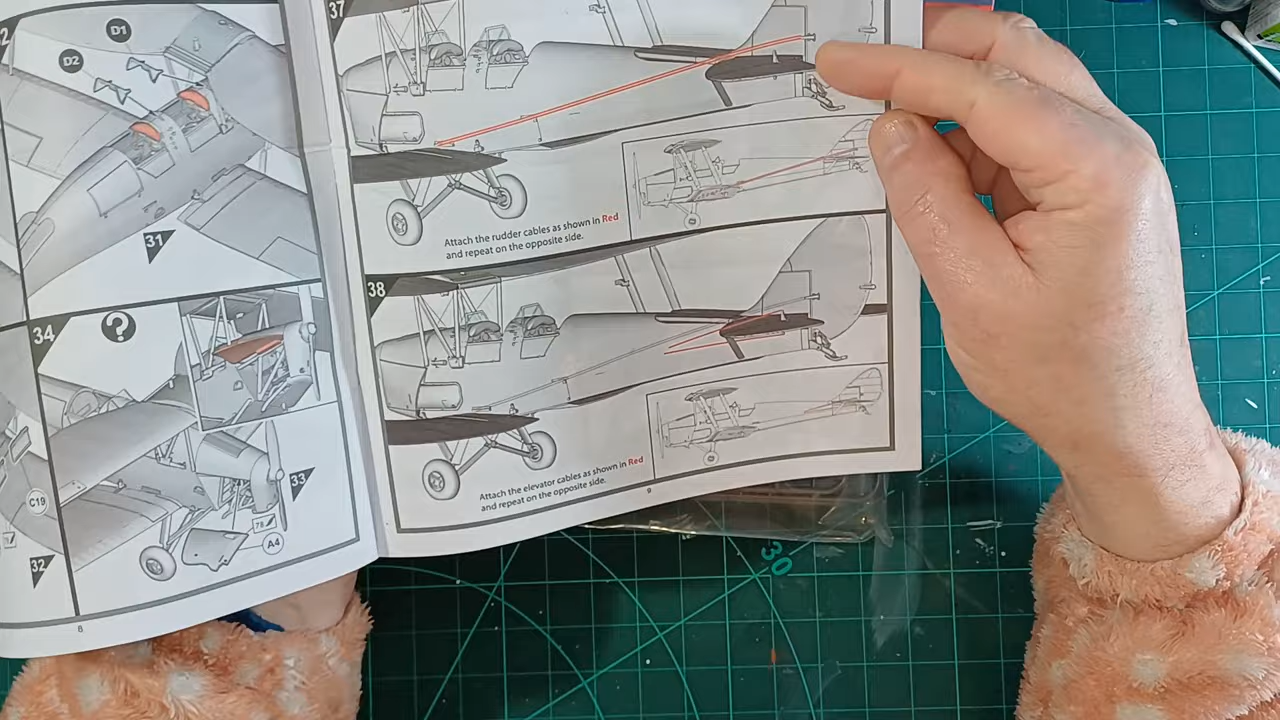 D1
D2
31
34
?
C19
33
78
A4
32
8
37
Attach the rudder cables as shown in Red
and repeat on the opposite side.
38
Attach the elevator cables as shown in Red
and repeat on the opposite side.
9
30